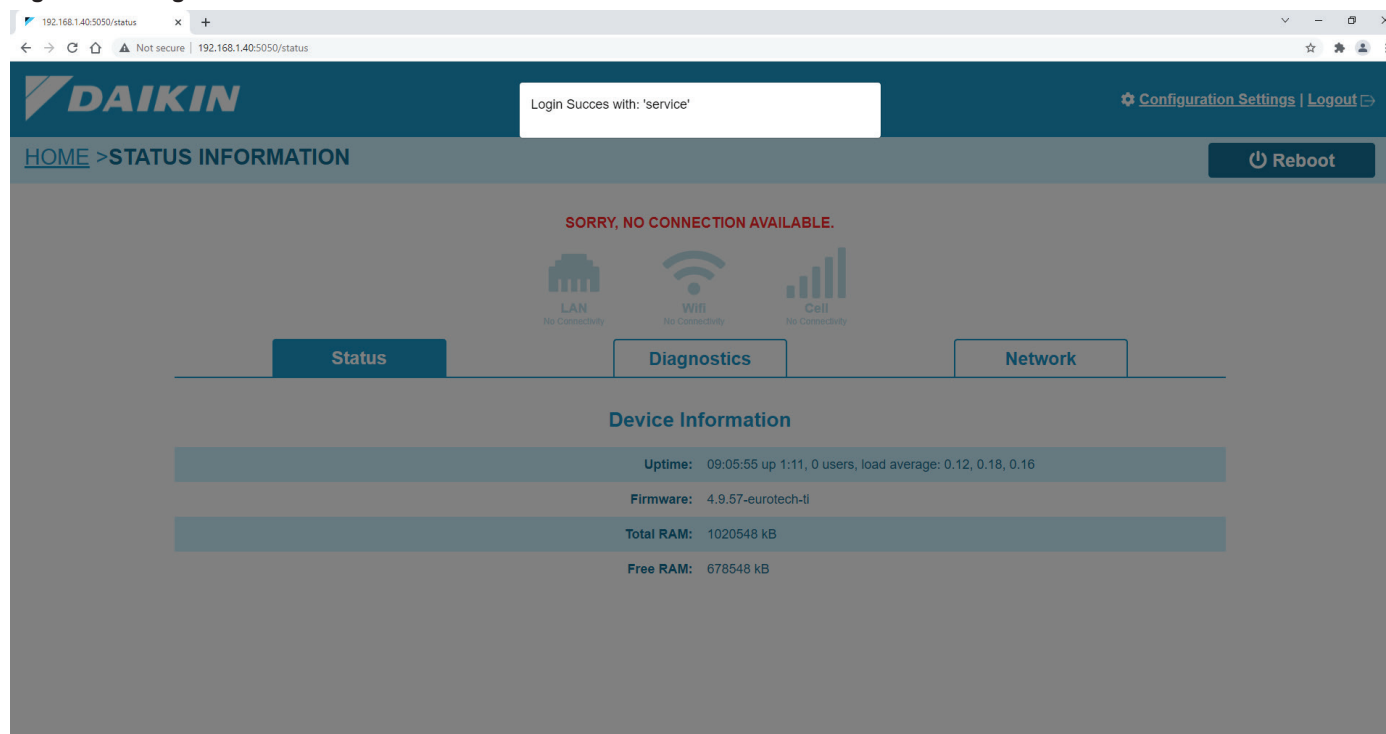 192.168.1.40:5050/status
Not secure | 192.168.1.40:5050/status
DAIKIN
Login Succes with: 'service'
Configuration Settings | Logout
HOME >STATUS INFORMATION
Reboot
SORRY, NO CONNECTION AVAILABLE.
LAN Wifi Cell
No Connectivity No Connectivity No Connectivity
Status Diagnostics Network
Device Information
Uptime: 09:05:55 up 1:11, 0 users, load average: 0.12, 0.18, 0.16
Firmware: 4.9.57-eurotech-ti
Total RAM: 1020548 kB
Free RAM: 678548 kB